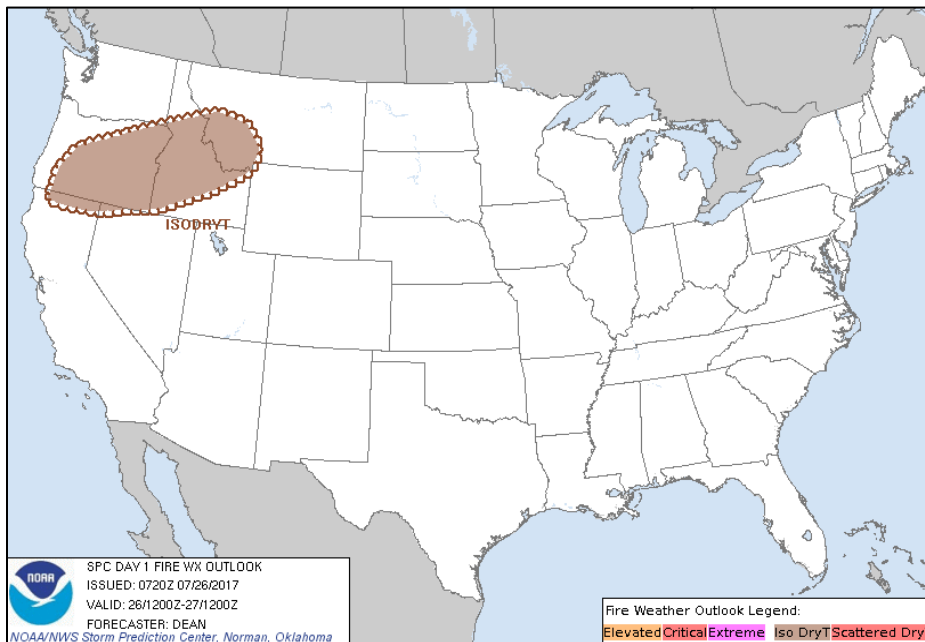 ISODRYT
NOAA
SPC DAY 1 FIRE WX OUTLOOK
ISSUED: 0720Z 07/26/2017
VALID: 26/1200Z-27/1200Z
FORECASTER: DEAN
NOAA/NWS Storm Prediction Center, Norman, Oklahoma
Fire Weather Outlook Legend:
Elevated Critical Extreme Iso DryT Scattered Dry